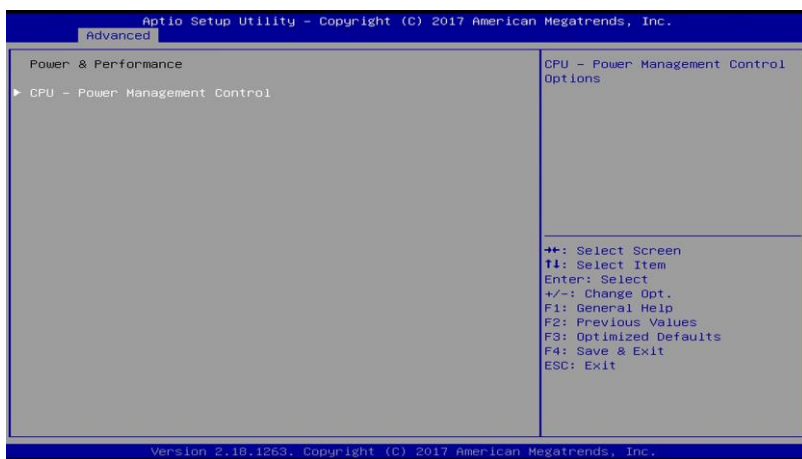 Aptio Setup Utility – Copyright (C) 2017 American Megatrends, Inc.
Advanced
Power & Performance
▶ CPU – Power Management Control
CPU – Power Management Control
Options
→←: Select Screen
↑↓: Select Item
Enter: Select
+/-: Change Opt.
F1: General Help
F2: Previous Values
F3: Optimized Defaults
F4: Save & Exit
ESC: Exit
Version 2.18.1263. Copyright (C) 2017 American Megatrends, Inc.